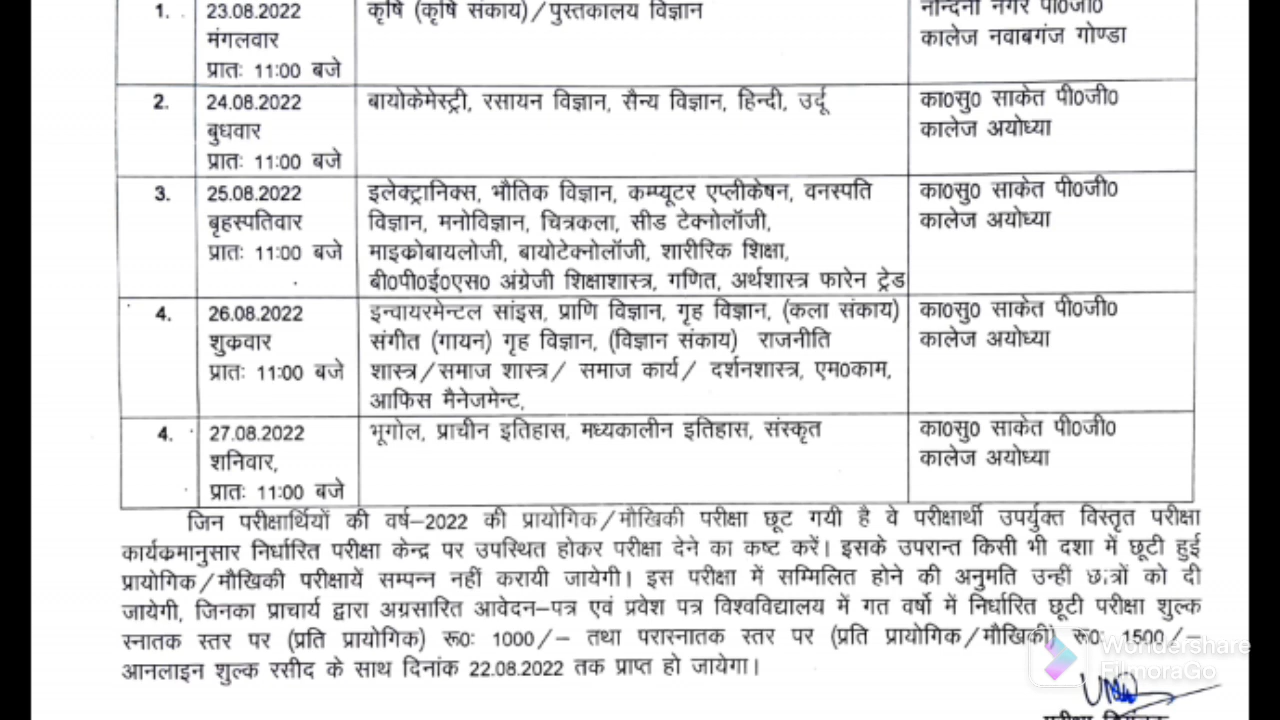 1. 23.08.2022 कृषि (कृषि संकाय)/पुस्तकालय विज्ञान नन्दिनी नगर पी0जी0
मंगलवार कालेज नवाबगंज गोण्डा
प्रातः 11:00 बजे
2. 24.08.2022 बायोकेमेस्ट्री, रसायन विज्ञान, सैन्य विज्ञान, हिन्दी, उर्दू का0सु0 साकेत पी0जी0
बुधवार कालेज अयोध्या
प्रातः 11:00 बजे
3. 25.08.2022 इलेक्ट्रानिक्स, भौतिक विज्ञान, कम्प्यूटर एप्लीकेषन, वनस्पति का0सु0 साकेत पी0जी0
बृहस्पतिवार विज्ञान, मनोविज्ञान, चित्रकला, सीड टेक्नोलॉजी, कालेज अयोध्या
प्रातः 11:00 बजे माइकोबायलोजी, बायोटेक्नोलॉजी, शारीरिक शिक्षा,
बी0पी0ई0एस0 अंग्रेजी शिक्षाशास्त्र, गणित, अर्थशास्त्र फारेन ट्रेड
4. 26.08.2022 इन्वायरमेन्टल सांइस, प्राणि विज्ञान, गृह विज्ञान, (कला संकाय) का0सु0 साकेत पी0जी0
शुकवार संगीत (गायन) गृह विज्ञान, (विज्ञान संकाय) राजनीति कालेज अयोध्या
प्रातः 11:00 बजे शास्त्र/समाज शास्त्र/ समाज कार्य/ दर्शनशास्त्र, एम0काम,
आफिस मैनेजमेन्ट,
4. 27.08.2022 भूगोल, प्राचीन इतिहास, मध्यकालीन इतिहास, संस्कृत का0सु0 साकेत पी0जी0
शनिवार, कालेज अयोध्या
प्रातः 11:00 बजे
जिन परीक्षार्थियों की वर्ष-2022 की प्रायोगिक/मौखिकी परीक्षा छूट गयी है वे परीक्षार्थी उपर्युक्त विस्तृत परीक्षा
कार्यकमानुसार निर्धारित परीक्षा केन्द्र पर उपस्थित होकर परीक्षा देने का कष्ट करें। इसके उपरान्त किसी भी दशा में छूटी हुई
प्रायोगिक/मौखिकी परीक्षायें सम्पन्न नहीं करायी जायेगी। इस परीक्षा में सम्मिलित होने की अनुमति उन्हीं छात्रों को दी
जायेगी, जिनका प्राचार्य द्वारा अग्रसारित आवेदन-पत्र एवं प्रवेश पत्र विश्वविद्यालय में गत वर्षो में निर्धारित छूटी परीक्षा शुल्क
स्नातक स्तर पर (प्रति प्रायोगिक) रू0: 1000/- तथा परास्नातक स्तर पर (प्रति प्रायोगिक/मौखिकी) रू0: 1500/-
आनलाइन शुल्क रसीद के साथ दिनांक 22.08.2022 तक प्राप्त हो जायेगा।
Wondershare
FilmoraGo